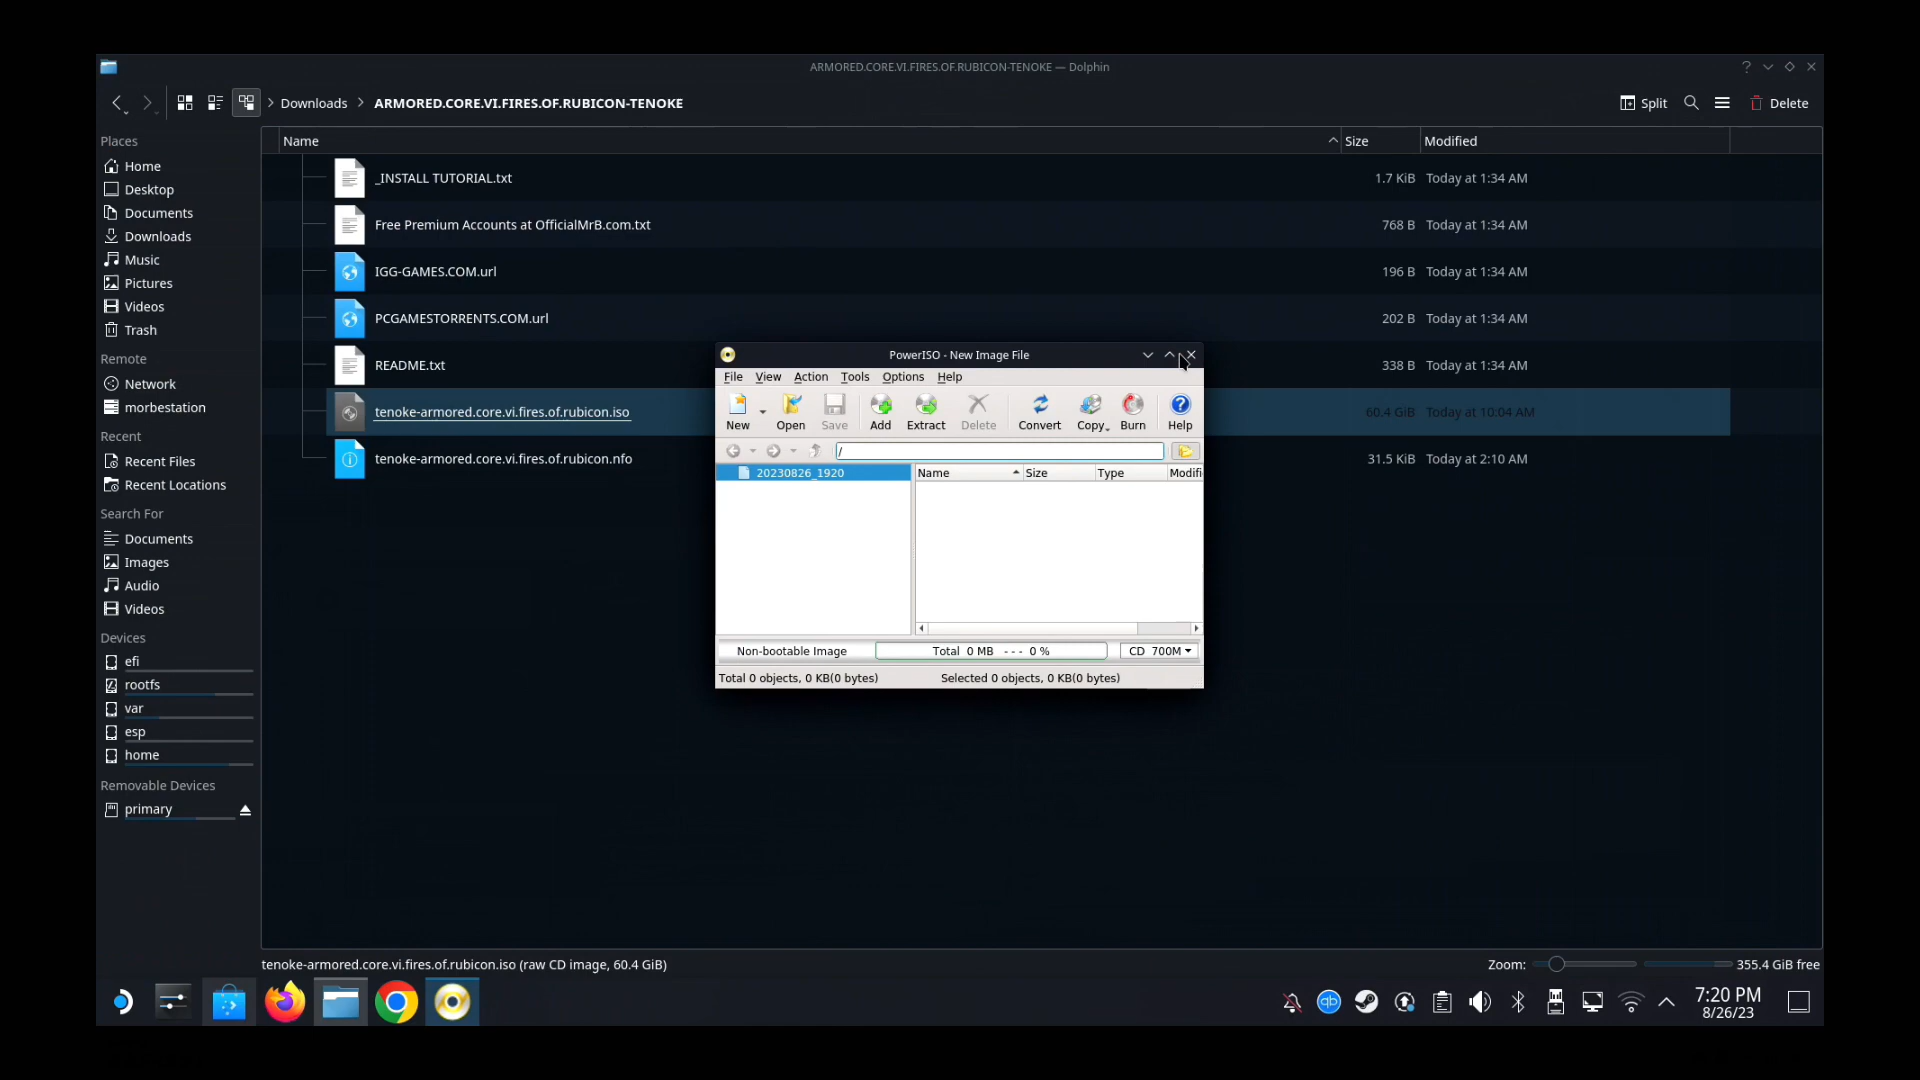 ARMORED.CORE.VI.FIRES.OF.RUBICON-TENOKE — Dolphin
Downloads ARMORED.CORE.VI.FIRES.OF.RUBICON-TENOKE Split Delete
Places
Home
Desktop
Documents
Downloads
Music
Pictures
Videos
Trash
Remote
Network
morbestation
Recent
Recent Files
Recent Locations
Search For
Documents
Images
Audio
Videos
Devices
efi
rootfs
var
esp
home
Removable Devices
primary
Name Size Modified
_INSTALL TUTORIAL.txt 1.7 KiB Today at 1:34 AM
Free Premium Accounts at OfficialMrB.com.txt 768 B Today at 1:34 AM
IGG-GAMES.COM.url 196 B Today at 1:34 AM
PCGAMESTORRENTS.COM.url 202 B Today at 1:34 AM
README.txt 338 B Today at 1:34 AM
tenoke-armored.core.vi.fires.of.rubicon.iso 60.4 GiB Today at 10:04 AM
tenoke-armored.core.vi.fires.of.rubicon.nfo 31.5 KiB Today at 2:10 AM
PowerISO - New Image File
File View Action Tools Options Help
New Open Save Add Extract Delete Convert Copy Burn Help
/
20230826_1920
Name Size Type Modifi
Non-bootable Image Total 0 MB --- 0 % CD 700M
Total 0 objects, 0 KB(0 bytes) Selected 0 objects, 0 KB(0 bytes)
tenoke-armored.core.vi.fires.of.rubicon.iso (raw CD image, 60.4 GiB) Zoom: 355.4 GiB free
qb
7:20 PM
8/26/23